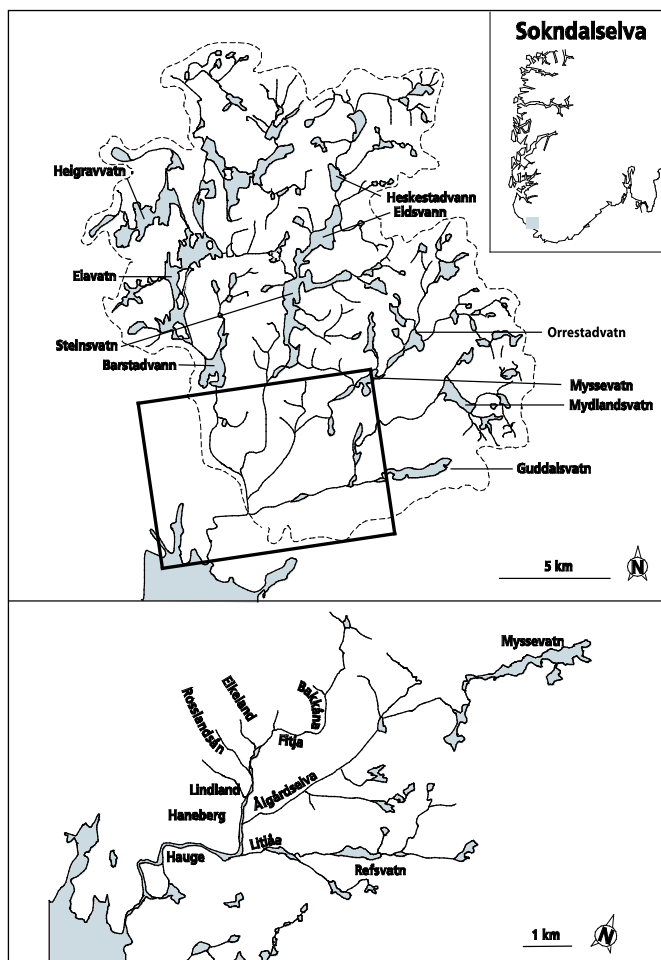 Sokndalselva
Helgravvatn
Heskestadvann
Eidsvann
Elavatn
Steinsvatn
Orrestadvatn
Barstadvann
Myssevatn
Mydlandsvatn
Guddalsvatn
5 km
N
Myssevatn
Bakkåna
Eikeland
Rosslandsån
Fitja
Lindland
Ålgårdselva
Haneberg
Litlåe
Hauge
Refsvatn
1 km
N